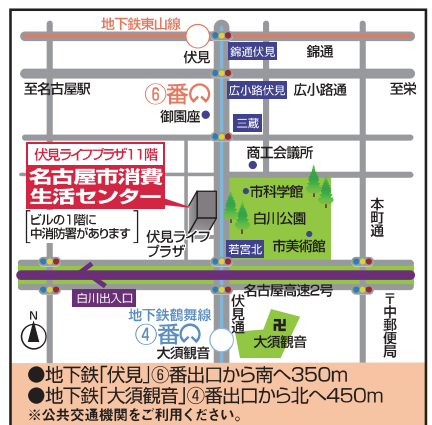 地下鉄東山線
伏見
錦通伏見
錦通
至名古屋駅
⑥番
広小路伏見
広小路通
至栄
御園座
三蔵
商工会議所
伏見ライフプラザ11階
名古屋市消費
生活センター
ビルの1階に
中消防署があります
市科学館
白川公園
本町通
伏見ライフ
プラザ
若宮北
市美術館
白川出入口
名古屋高速2号
地下鉄鶴舞線
伏見通
④番
N
卍
大須観音
大須観音
〒中郵便局
●地下鉄「伏見」⑥番出口から南へ350m
●地下鉄「大須観音」④番出口から北へ450m
※公共交通機関をご利用ください。